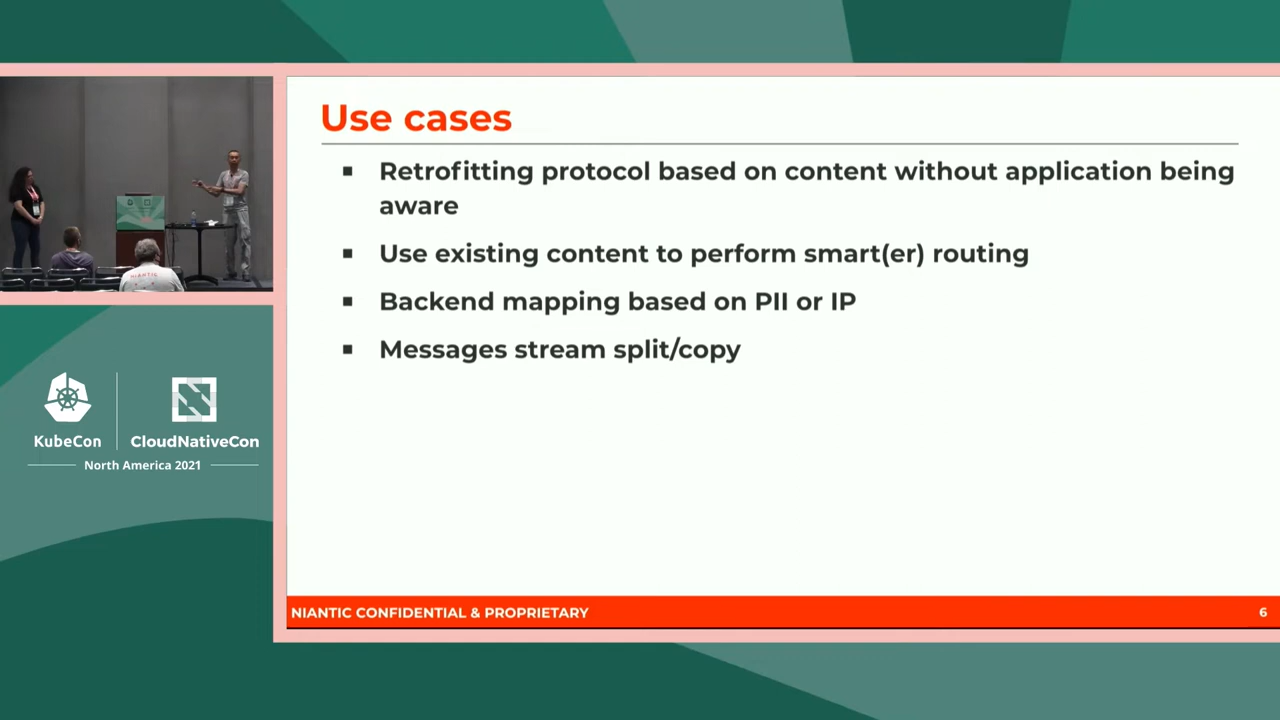 Use cases
▪ Retrofitting protocol based on content without application being
aware
▪ Use existing content to perform smart(er) routing
▪ Backend mapping based on PII or IP
▪ Messages stream split/copy
NIANTIC CONFIDENTIAL & PROPRIETARY
6
NIANTIC
KubeCon
CloudNativeCon
North America 2021